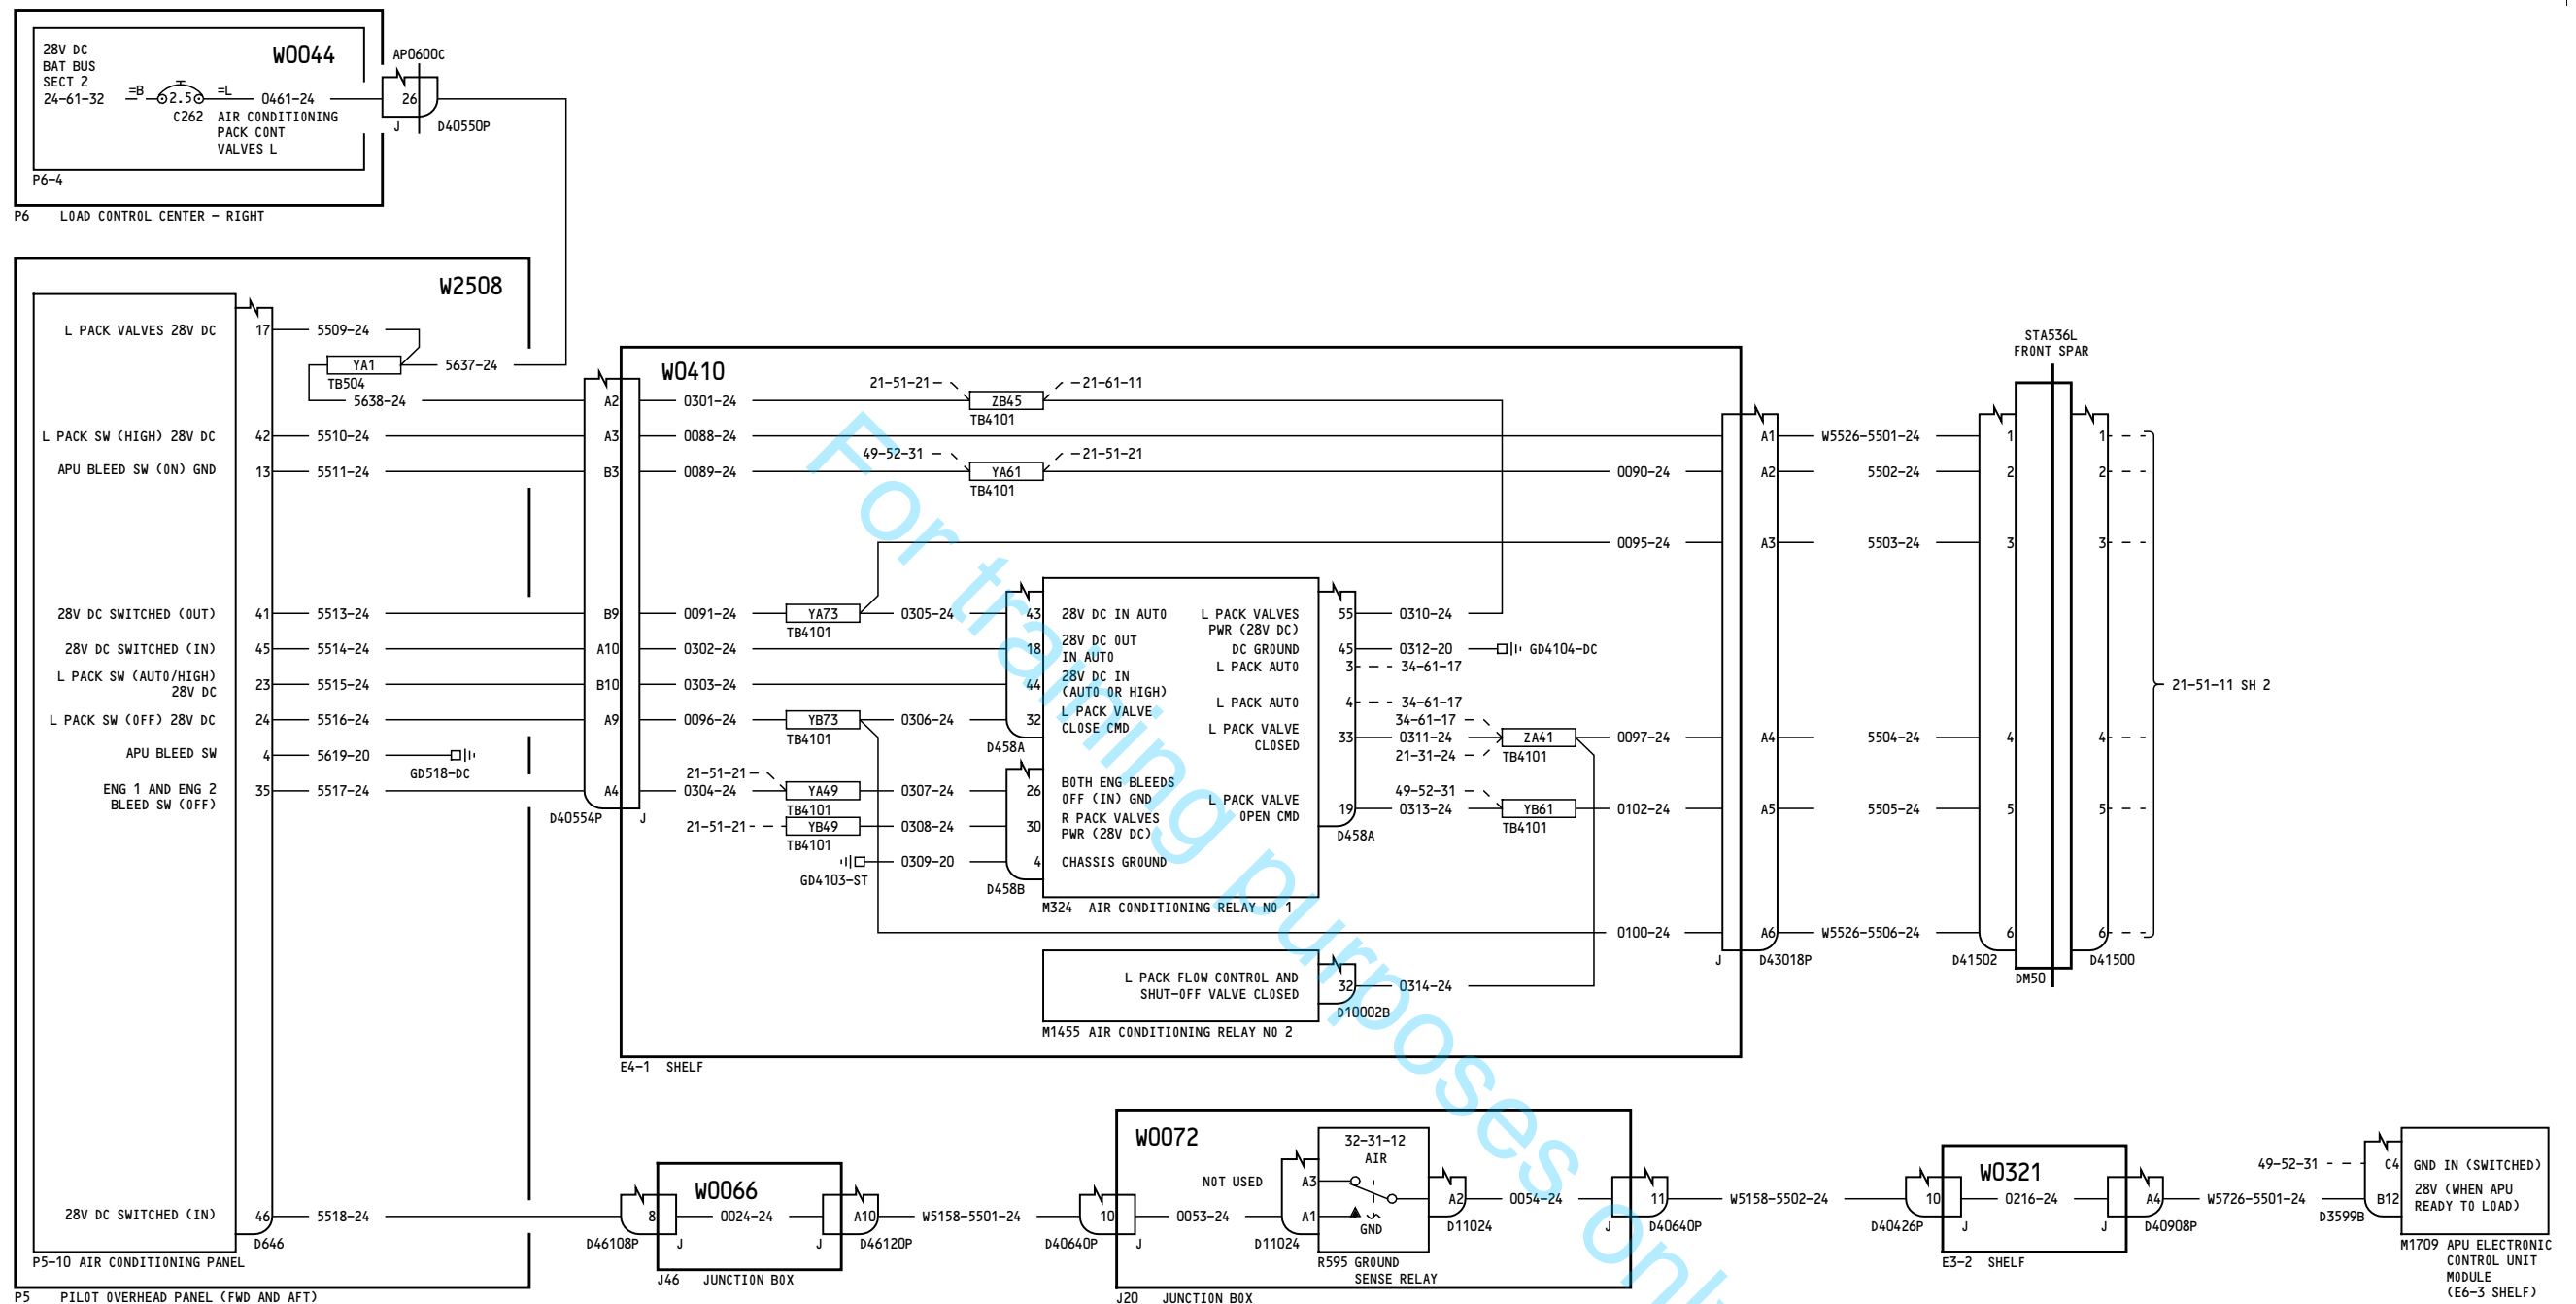 28V DC
BAT BUS
SECT 2
24-61-32
=B
2.5
=L
0461-24
C262
AIR CONDITIONING
PACK CONT
VALVES L
W0044
P6-4
P6 LOAD CONTROL CENTER - RIGHT
AP0600C
26
J
D40550P
W2508
L PACK VALVES 28V DC
17
5509-24
YA1
TB504
5637-24
5638-24
L PACK SW (HIGH) 28V DC
42
5510-24
APU BLEED SW (ON) GND
13
5511-24
28V DC SWITCHED (OUT)
41
5513-24
28V DC SWITCHED (IN)
45
5514-24
L PACK SW (AUTO/HIGH)
28V DC
23
5515-24
L PACK SW (OFF) 28V DC
24
5516-24
APU BLEED SW
4
5619-20
GD518-DC
ENG 1 AND ENG 2
BLEED SW (OFF)
35
5517-24
28V DC SWITCHED (IN)
46
5518-24
D646
P5-10 AIR CONDITIONING PANEL
P5 PILOT OVERHEAD PANEL (FWD AND AFT)
W0410
A2
A3
B3
B9
A10
B10
A9
A4
D40554P
J
0301-24
21-51-21
ZB45
21-61-11
TB4101
0088-24
0089-24
49-52-31
YA61
21-51-21
TB4101
0090-24
0095-24
0091-24
YA73
TB4101
0305-24
0302-24
0303-24
0096-24
YB73
TB4101
0306-24
21-51-21
0304-24
YA49
TB4101
0307-24
21-51-21
YB49
TB4101
0308-24
GD4103-ST
0309-20
43
18
44
32
D458A
26
30
4
D458B
28V DC IN AUTO
28V DC OUT
IN AUTO
28V DC IN
(AUTO OR HIGH)
L PACK VALVE
CLOSE CMD
BOTH ENG BLEEDS
OFF (IN) GND
R PACK VALVES
PWR (28V DC)
CHASSIS GROUND
L PACK VALVES
PWR (28V DC)
DC GROUND
L PACK AUTO
L PACK AUTO
L PACK VALVE
CLOSED
L PACK VALVE
OPEN CMD
M324 AIR CONDITIONING RELAY NO 1
55
45
3
4
33
19
D458A
0310-24
0312-20
GD4104-DC
34-61-17
34-61-17
34-61-17
0311-24
21-31-24
ZA41
TB4101
0097-24
49-52-31
0313-24
YB61
TB4101
0102-24
0100-24
L PACK FLOW CONTROL AND
SHUT-OFF VALVE CLOSED
32
0314-24
D10002B
M1455 AIR CONDITIONING RELAY NO 2
E4-1 SHELF
A1
A2
A3
A4
A5
A6
J
D43018P
W5526-5501-24
5502-24
5503-24
5504-24
5505-24
W5526-5506-24
STA536L
FRONT SPAR
1
2
3
4
5
6
D41502
DM50
1
2
3
4
5
6
D41500
21-51-11 SH 2
8
D46108P
J
W0066
0024-24
J
A10
D46120P
J46 JUNCTION BOX
W5158-5501-24
10
D40640P
J
W0072
0053-24
NOT USED
A3
A1
D11024
32-31-12
AIR
GND
R595 GROUND
SENSE RELAY
A2
D11024
0054-24
11
J
D40640P
J20 JUNCTION BOX
W5158-5502-24
10
D40426P
J
W0321
0216-24
J
A4
D40908P
E3-2 SHELF
W5726-5501-24
49-52-31
C4
B12
D3599B
GND IN (SWITCHED)
28V (WHEN APU
READY TO LOAD)
M1709 APU ELECTRONIC
CONTROL UNIT
MODULE
(E6-3 SHELF)
For training purposes